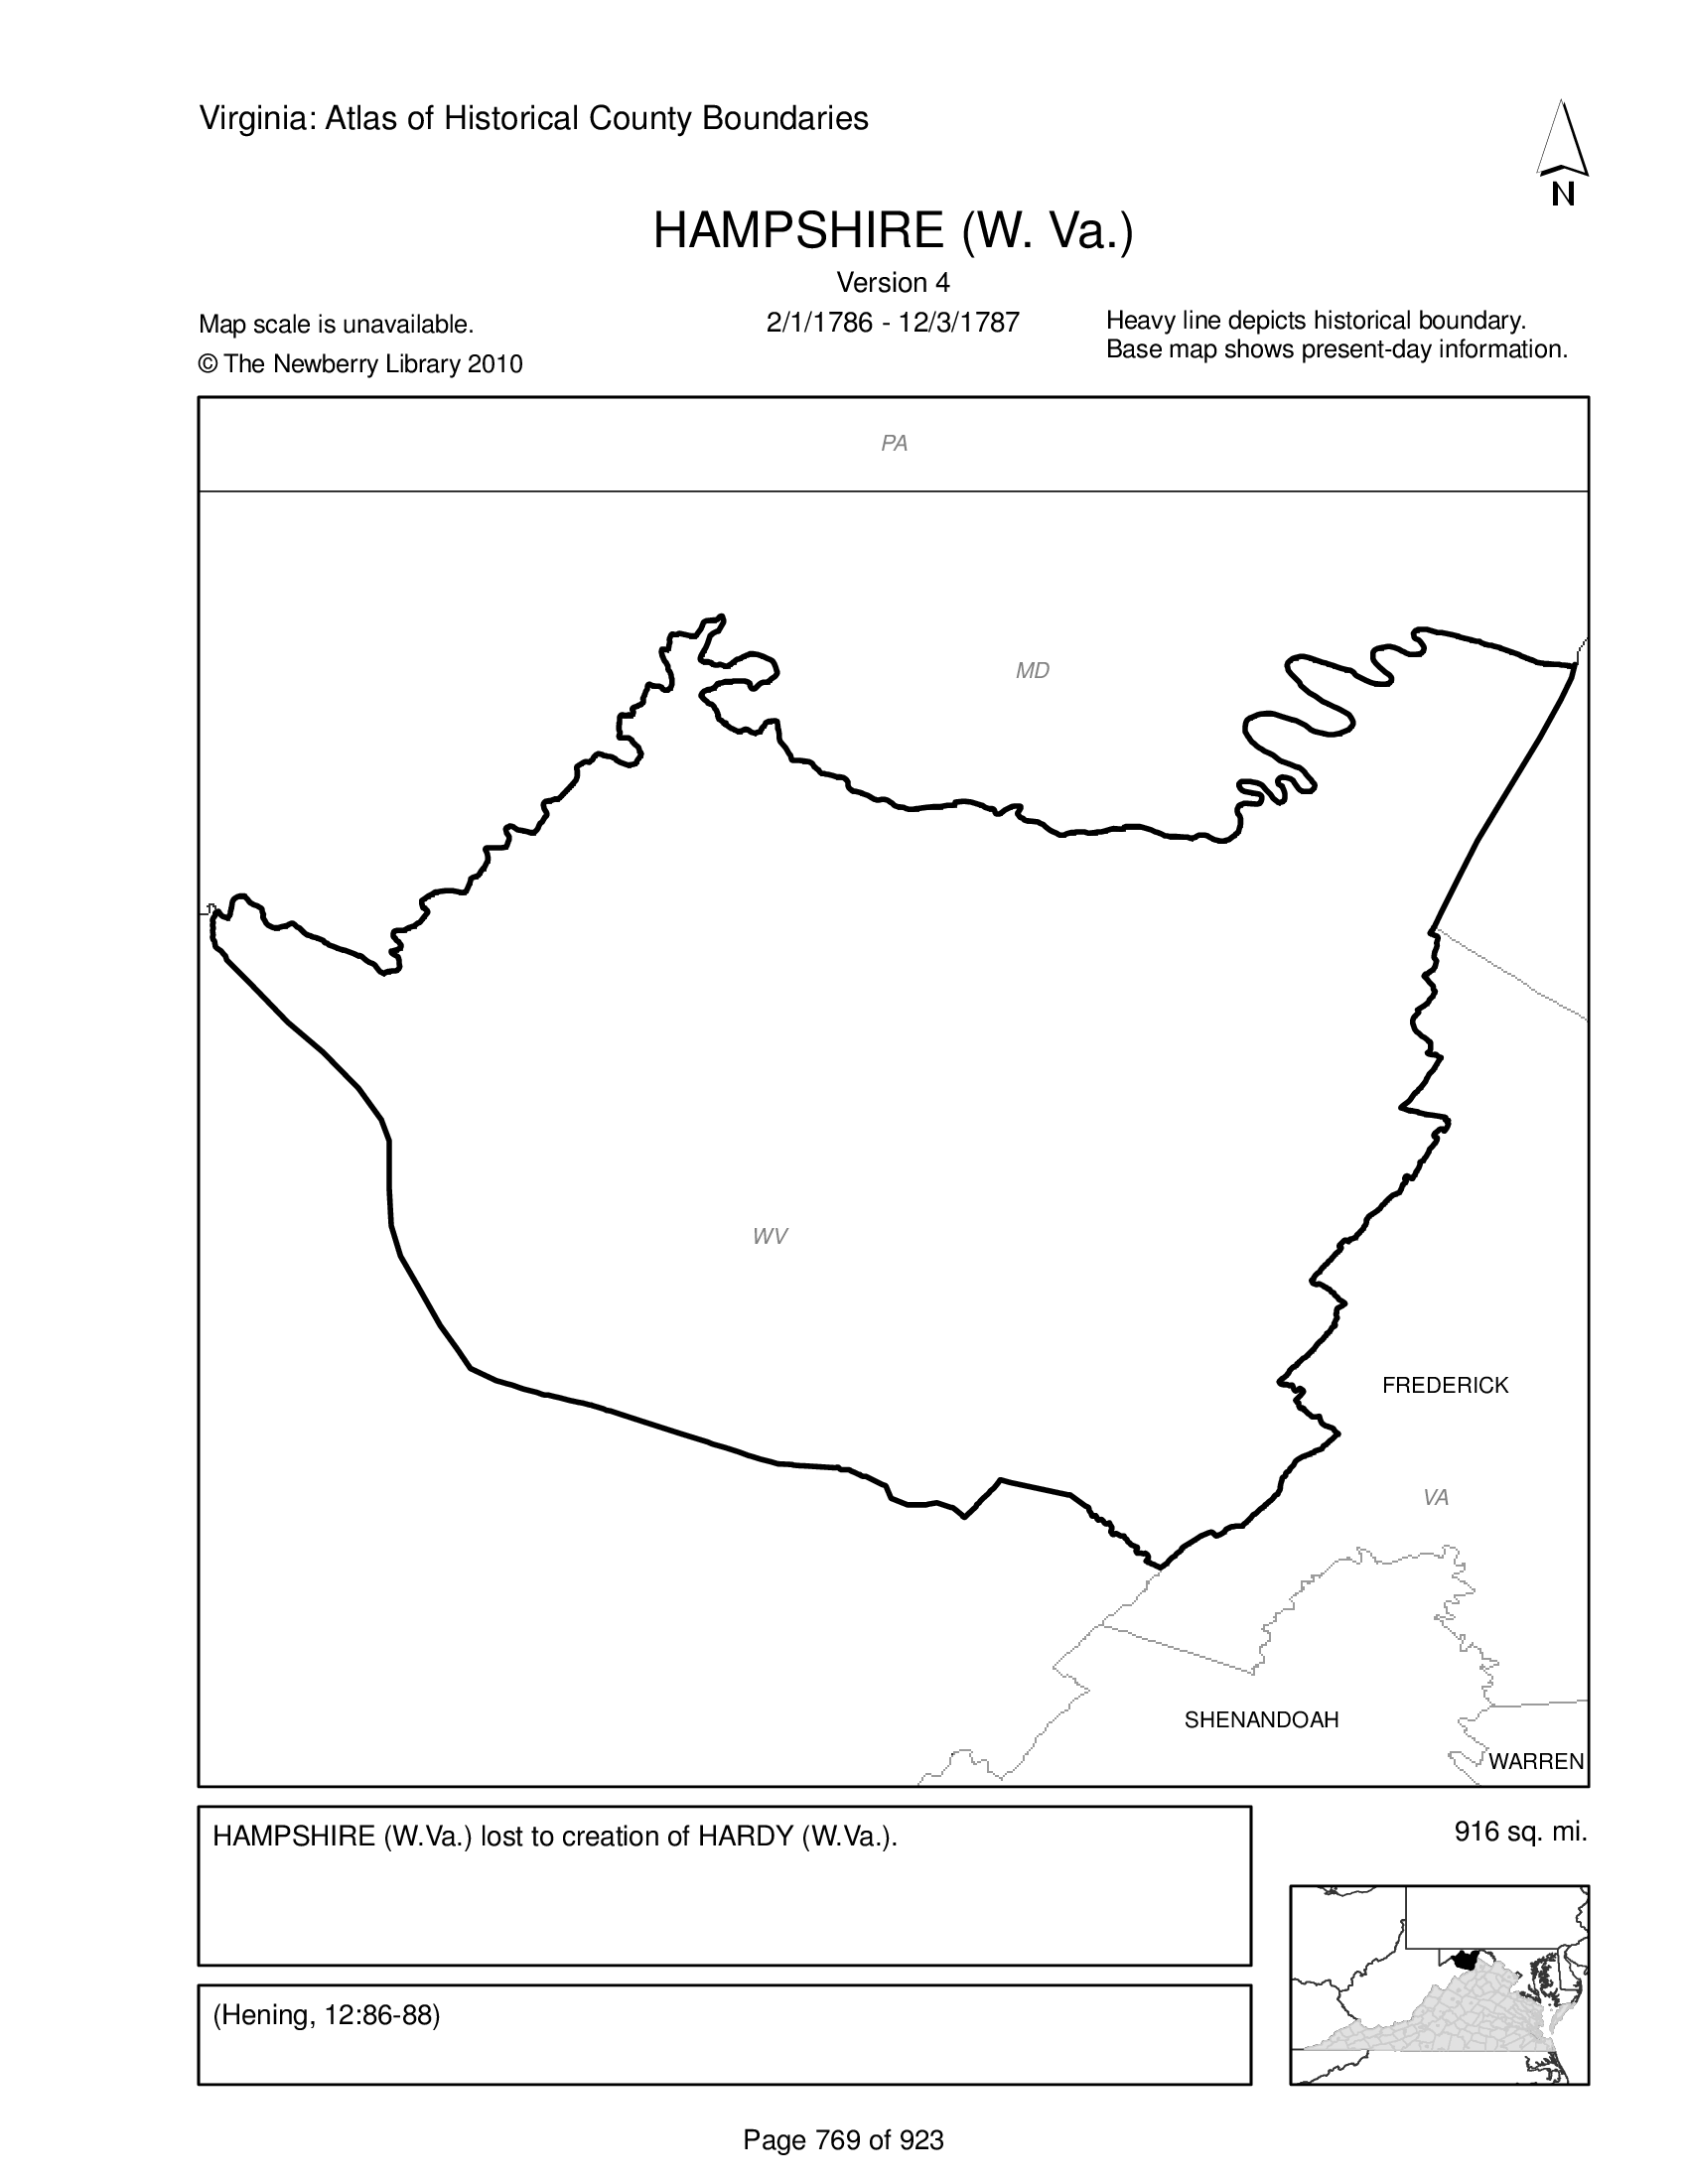 Virginia: Atlas of Historical County Boundaries
N
HAMPSHIRE (W. Va.)
Version 4
2/1/1786 - 12/3/1787
Map scale is unavailable.
© The Newberry Library 2010
Heavy line depicts historical boundary.
Base map shows present-day information.
PA
MD
WV
FREDERICK
VA
SHENANDOAH
WARREN
HAMPSHIRE (W.Va.) lost to creation of HARDY (W.Va.).
916 sq. mi.
(Hening, 12:86-88)
Page 769 of 923